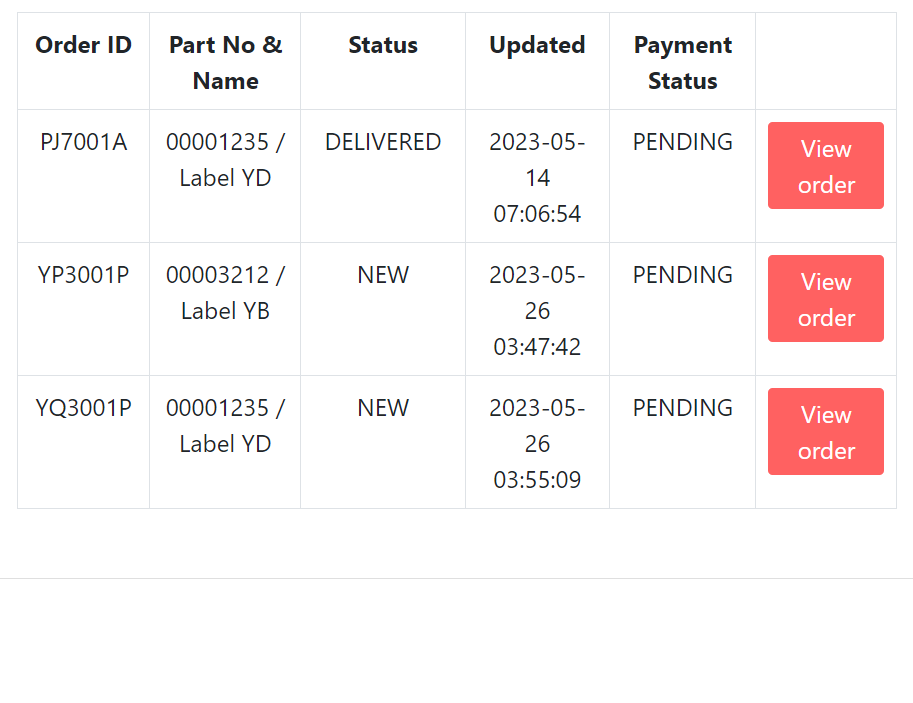 Order ID
Part No &
Name
Status
Updated
Payment
Status
PJ7001A
00001235 /
Label YD
DELIVERED
2023-05-
14
07:06:54
PENDING
View
order
YP3001P
00003212 /
Label YB
NEW
2023-05-
26
03:47:42
PENDING
View
order
YQ3001P
00001235 /
Label YD
NEW
2023-05-
26
03:55:09
PENDING
View
order